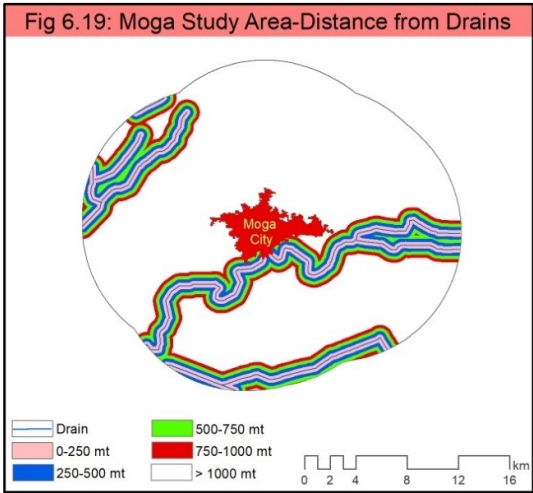 Fig 6.19: Moga Study Area-Distance from Drains
Moga
City
Drain
0-250 mt
250-500 mt
500-750 mt
750-1000 mt
> 1000 mt
km
0 2 4 8 12 16